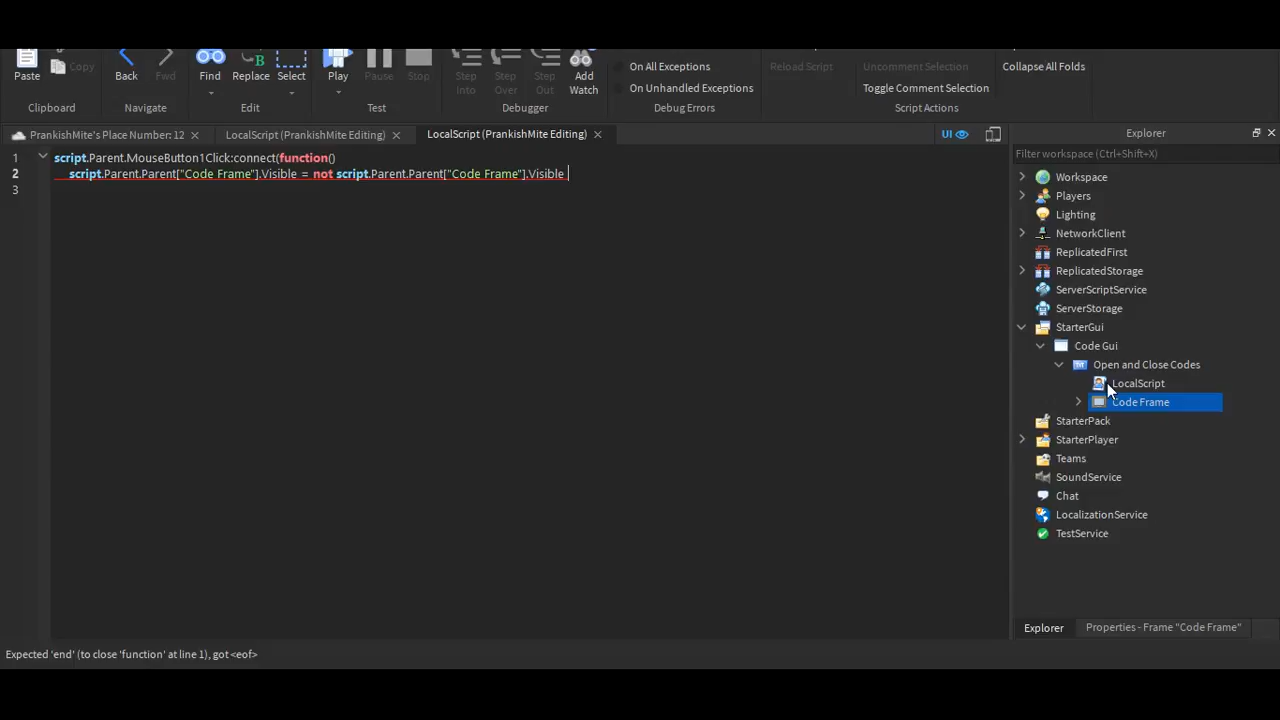 Paste
Copy
Back
Fwd
Find
Replace
Select
Play
Pause
Stop
Step Into
Step Over
Step Out
Add Watch
On All Exceptions
On Unhandled Exceptions
Reload Script
Uncomment Selection
Toggle Comment Selection
Collapse All Folds
Clipboard
Navigate
Edit
Test
Debugger
Debug Errors
Script Actions
PrankishMite's Place Number: 12
LocalScript (PrankishMite Editing)
LocalScript (PrankishMite Editing)
UI
Explorer
Filter workspace (Ctrl+Shift+X)
1 script.Parent.MouseButton1Click:connect(function()
2 script.Parent.Parent["Code Frame"].Visible = not script.Parent.Parent["Code Frame"].Visible
3
Workspace
Players
Lighting
NetworkClient
ReplicatedFirst
ReplicatedStorage
ServerScriptService
ServerStorage
StarterGui
Code Gui
Open and Close Codes
LocalScript
Code Frame
StarterPack
StarterPlayer
Teams
SoundService
Chat
LocalizationService
TestService
Explorer
Properties - Frame "Code Frame"
Expected 'end' (to close 'function' at line 1), got <eof>